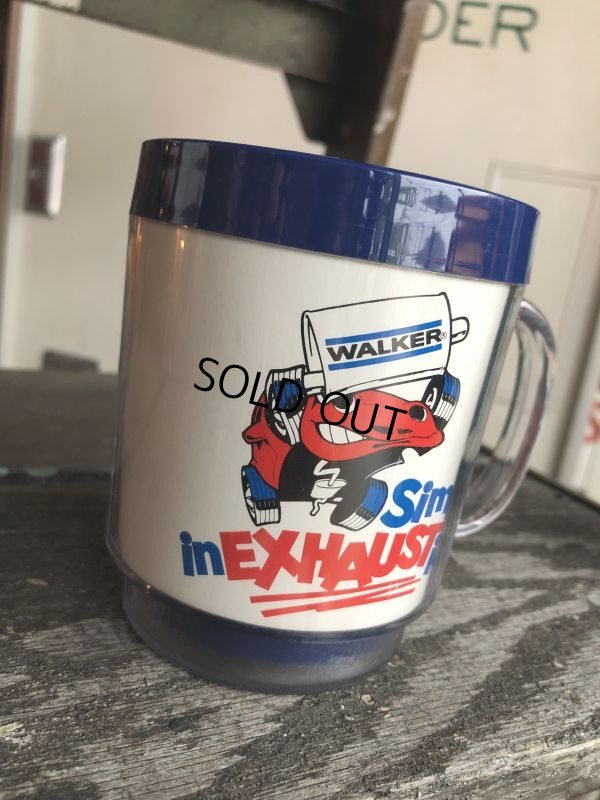 DER
WALKER®
SOLD OUT
Sim
inEXHAUST